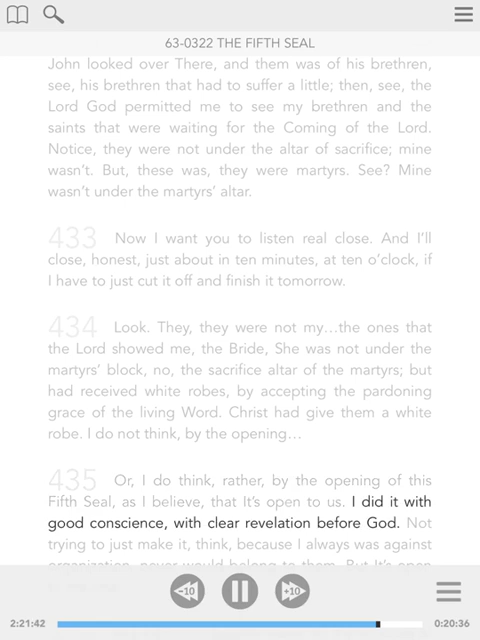 63-0322 THE FIFTH SEAL
John looked over There, and them was of his brethren,
see, his brethren that had to suffer a little; then, see, the
Lord God permitted me to see my brethren and the
saints that were waiting for the Coming of the Lord.
Notice, they were not under the altar of sacrifice; mine
wasn't. But, these was, they were martyrs. See? Mine
wasn't under the martyrs' altar.
433 Now I want you to listen real close. And I'll
close, honest, just about in ten minutes, at ten o'clock, if
I have to just cut it off and finish it tomorrow.
434 Look. They, they were not my…the ones that
the Lord showed me, the Bride, She was not under the
martyrs' block, no, the sacrifice altar of the martyrs; but
had received white robes, by accepting the pardoning
grace of the living Word. Christ had give them a white
robe. I do not think, by the opening…
435 Or, I do think, rather, by the opening of this
Fifth Seal, as I believe, that It's open to us. I did it with
good conscience, with clear revelation before God. Not
trying to just make it, think, because I always was against
organization, never would belong to them. But It's open
-10
+10
2:21:42
0:20:36